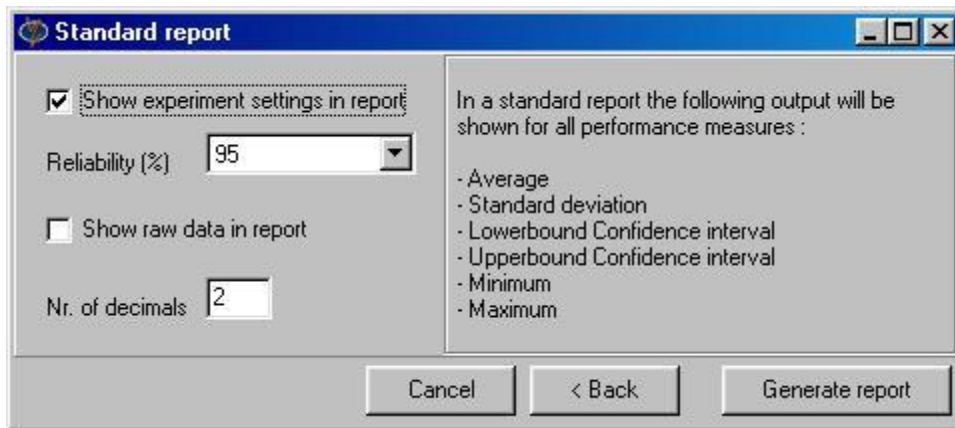 Standard report
Show experiment settings in report
Reliability (%)
95
Show raw data in report
Nr. of decimals
2
In a standard report the following output will be
shown for all performance measures :
- Average
- Standard deviation
- Lowerbound Confidence interval
- Upperbound Confidence interval
- Minimum
- Maximum
Cancel
< Back
Generate report